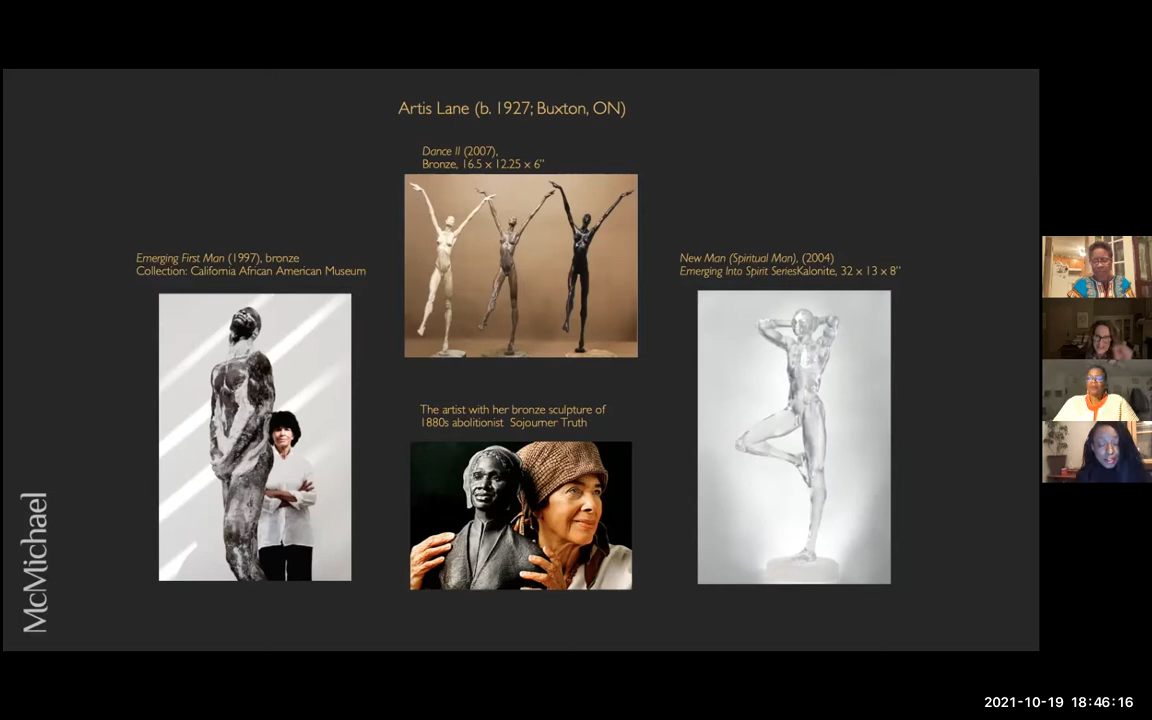 Artis Lane (b. 1927; Buxton, ON)
Dance II (2007),
Bronze, 16.5 x 12.25 x 6”
Emerging First Man (1997), bronze
Collection: California African American Museum
New Man (Spiritual Man), (2004)
Emerging Into Spirit SeriesKalonite, 32 x 13 x 8”
The artist with her bronze sculpture of
1880s abolitionist Sojourner Truth
McMichael
2021-10-19 18:46:16